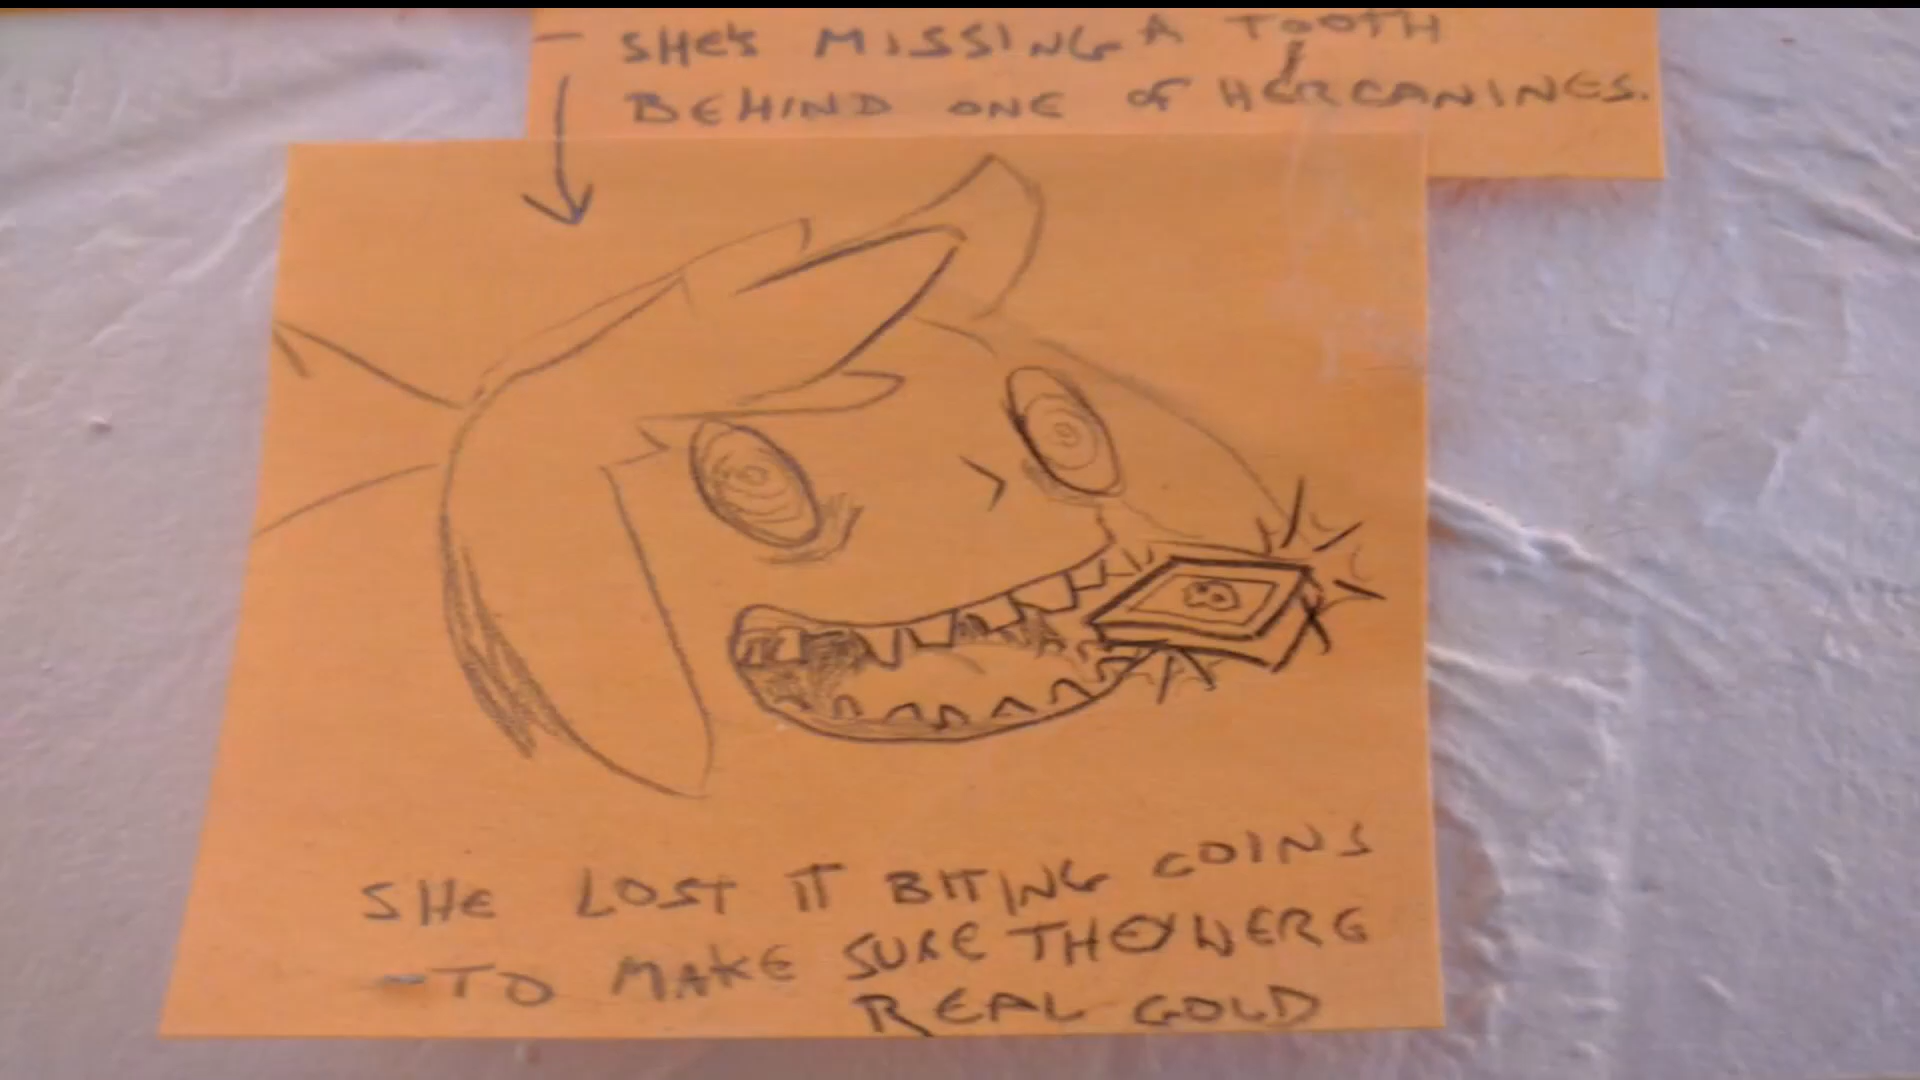 - SHE'S MISSING A TOOTH
BEHIND ONE OF HER CANINES.
SHE LOST IT BITING COINS
-TO MAKE SURE THEY WERE
REAL GOLD